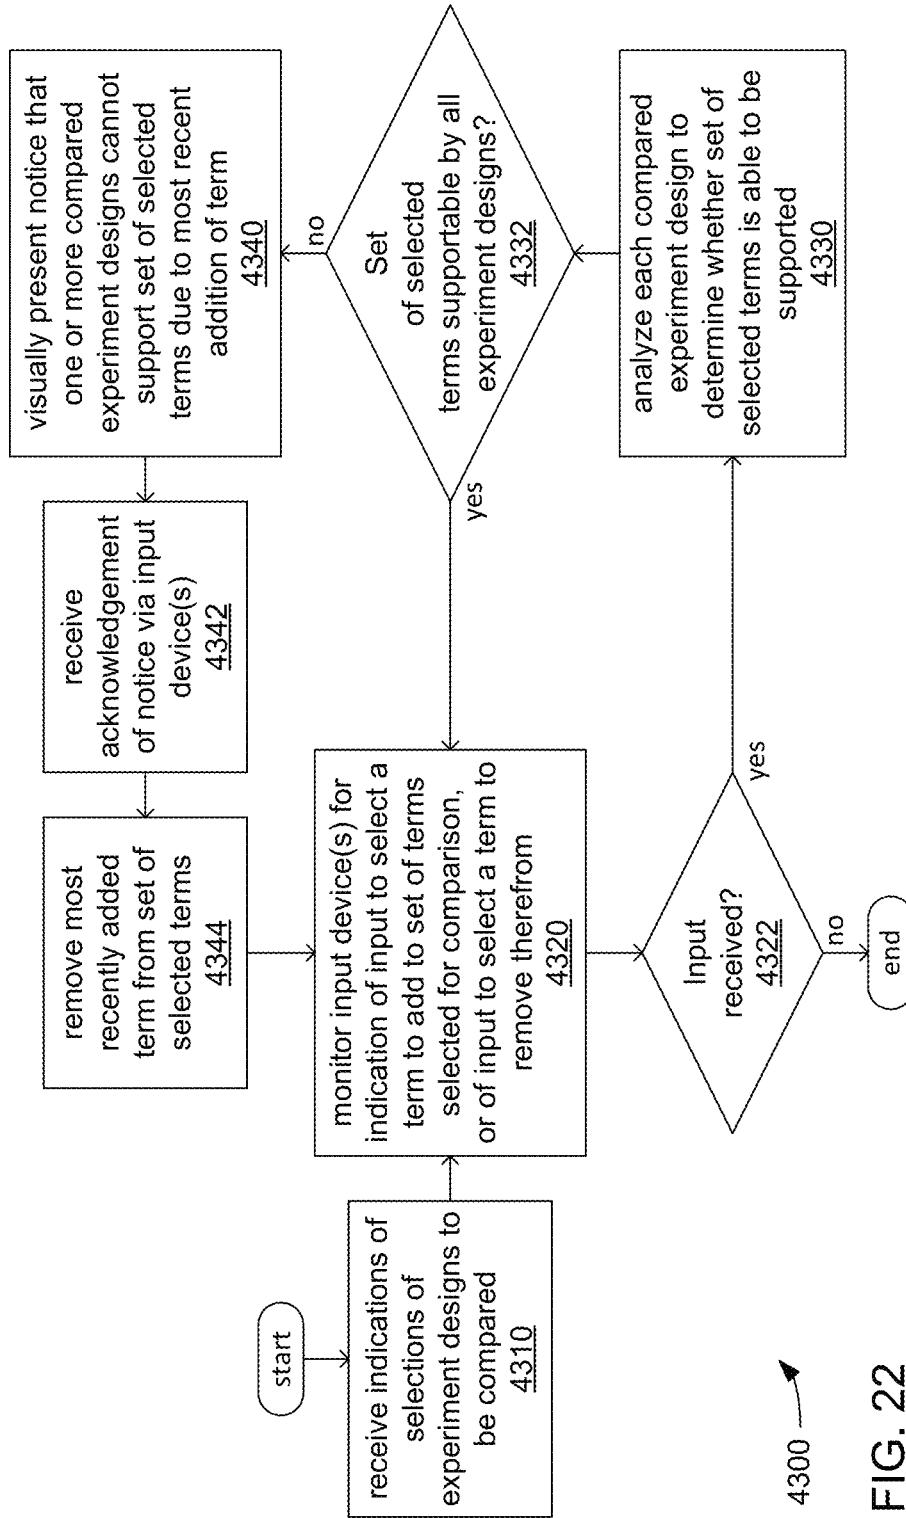 start
receive indications of
selections of
experiment designs to
be compared
4310
monitor input device(s) for
indication of input to select a
term to add to set of terms
selected for comparison,
or of input to select a term to
remove therefrom
4320
Input
received?
4322
no
end
yes
analyze each compared
experiment design to
determine whether set of
selected terms is able to be
supported
4330
Set
of selected
terms supportable by all
experiment designs?
4332
yes
no
visually present notice that
one or more compared
experiment designs cannot
support set of selected
terms due to most recent
addition of term
4340
receive
acknowledgement
of notice via input
device(s)
4342
remove most
recently added
term from set of
selected terms
4344
4300
FIG. 22